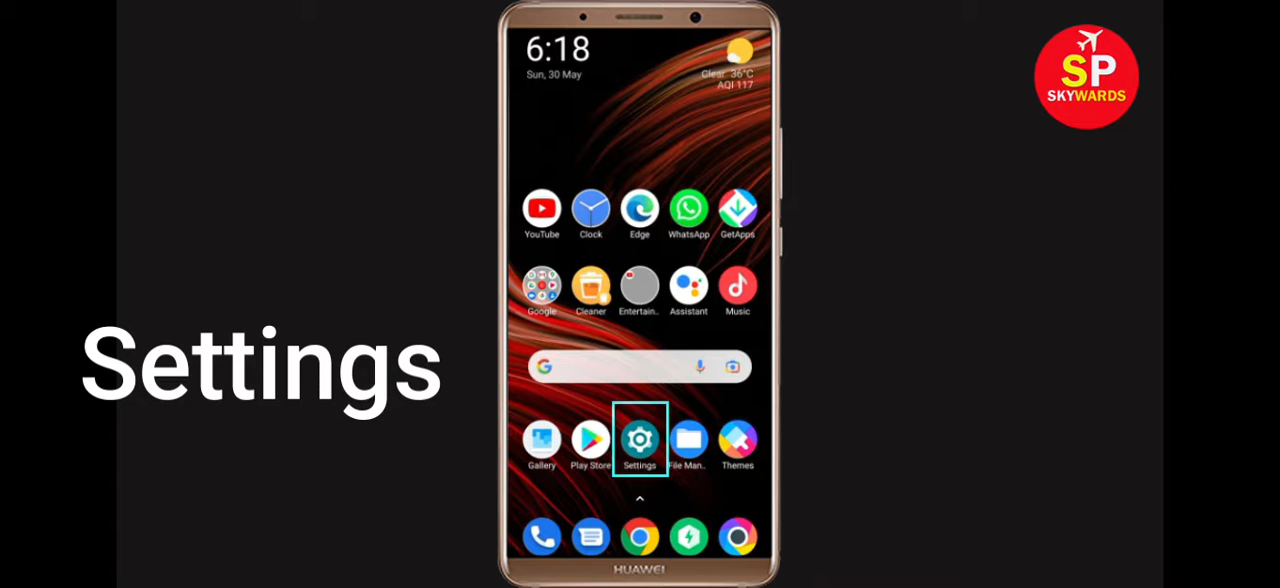 6:18
Sun, 30 May
Clear 36°C
AQI 117
SP
SKYWARDS
YouTube
Clock
Edge
WhatsApp
GetApps
Google
Cleaner
Entertain..
Assistant
Music
Settings
Gallery
Play Store
Settings
File Man..
Themes
HUAWEI